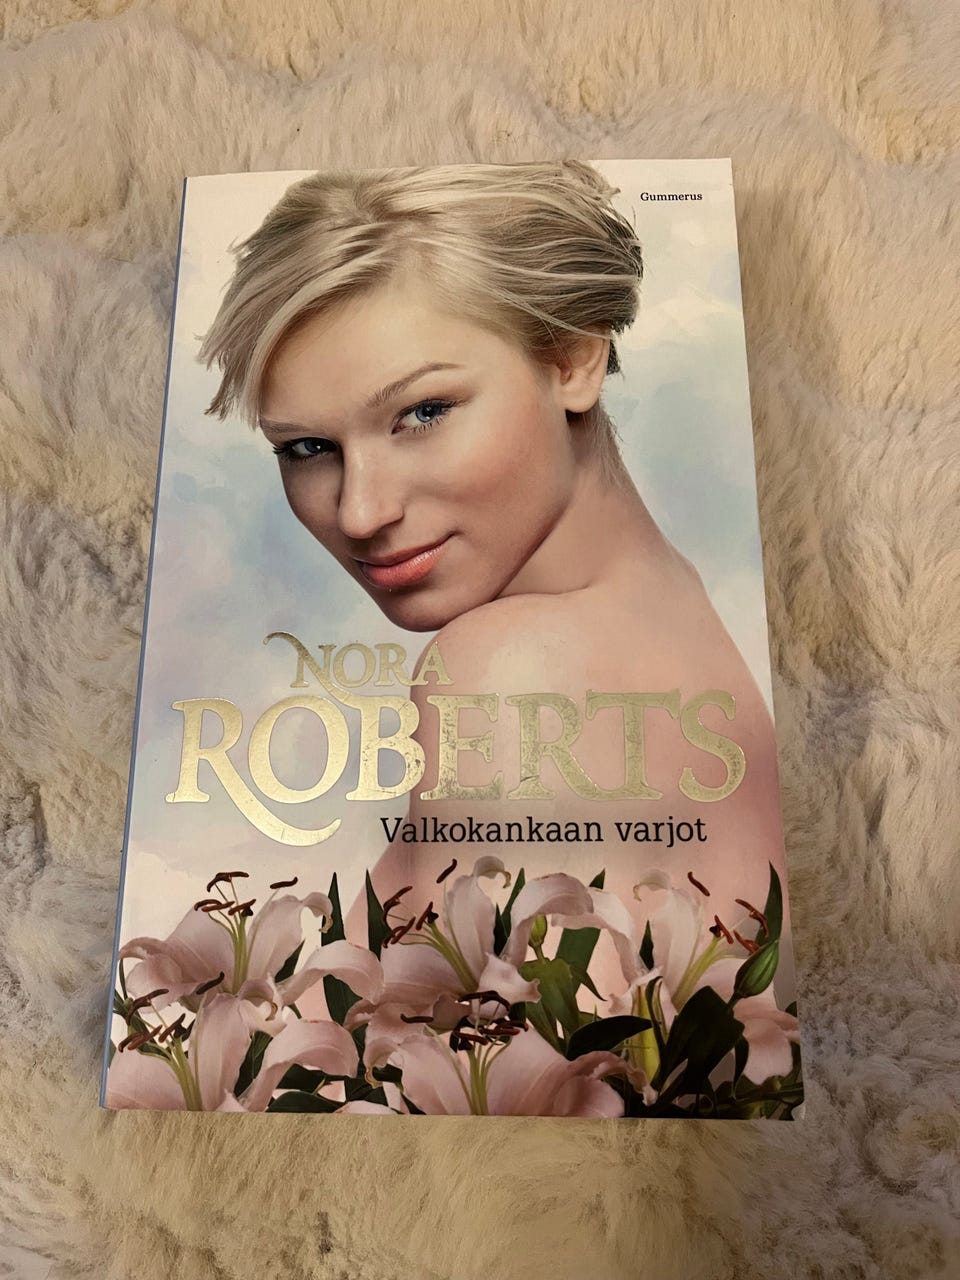 Gummerus
NORA
ROBERTS
Valkokankaan varjot